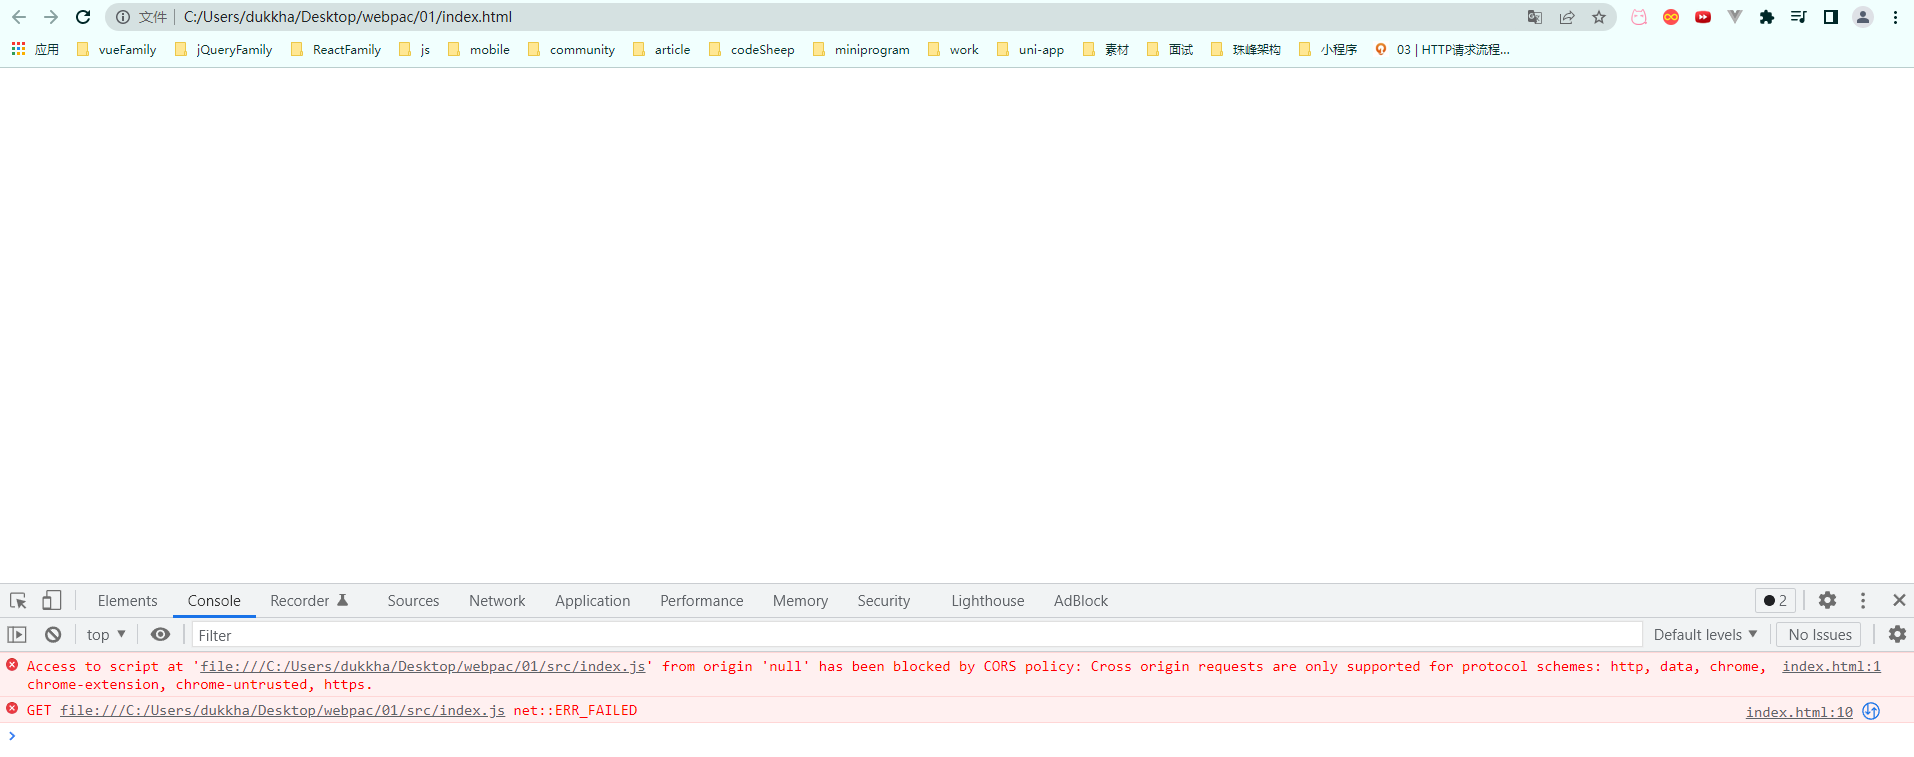 文件 C:/Users/dukkha/Desktop/webpac/01/index.html
应用 vueFamily jQueryFamily ReactFamily js mobile community article codeSheep miniprogram work uni-app 素材 面试 珠峰架构 小程序 03 | HTTP请求流程...
Elements Console Recorder Sources Network Application Performance Memory Security Lighthouse AdBlock 2
top Filter Default levels No Issues
Access to script at 'file:///C:/Users/dukkha/Desktop/webpac/01/src/index.js' from origin 'null' has been blocked by CORS policy: Cross origin requests are only supported for protocol schemes: http, data, chrome, index.html:1
chrome-extension, chrome-untrusted, https.
GET file:///C:/Users/dukkha/Desktop/webpac/01/src/index.js net::ERR_FAILED index.html:10